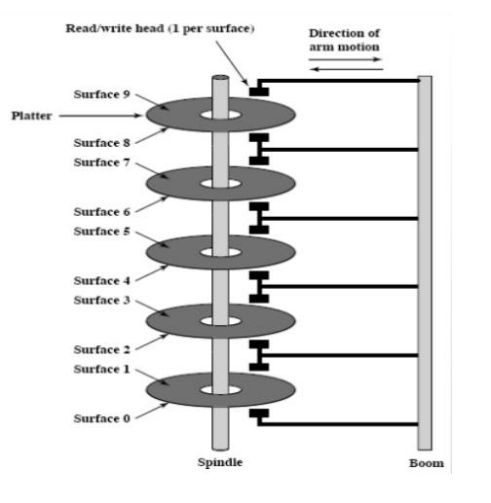 Read/write head (1 per surface)
Direction of
arm motion
Surface 9
Platter
Surface 8
Surface 7
Surface 6
Surface 5
Surface 4
Surface 3
Surface 2
Surface 1
Surface 0
Spindle
Boom